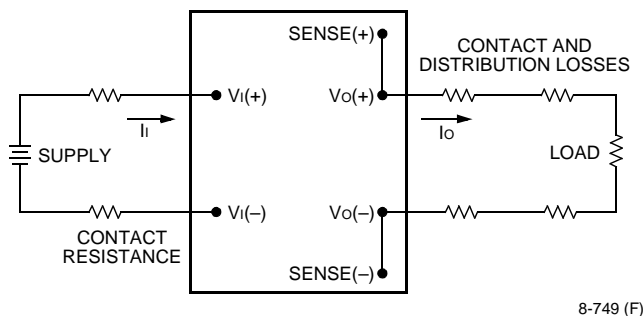 SENSE(+)
CONTACT AND
DISTRIBUTION LOSSES
VI(+)
VO(+)
II
IO
SUPPLY
LOAD
VI(–)
VO(–)
CONTACT
RESISTANCE
SENSE(–)
8-749 (F)